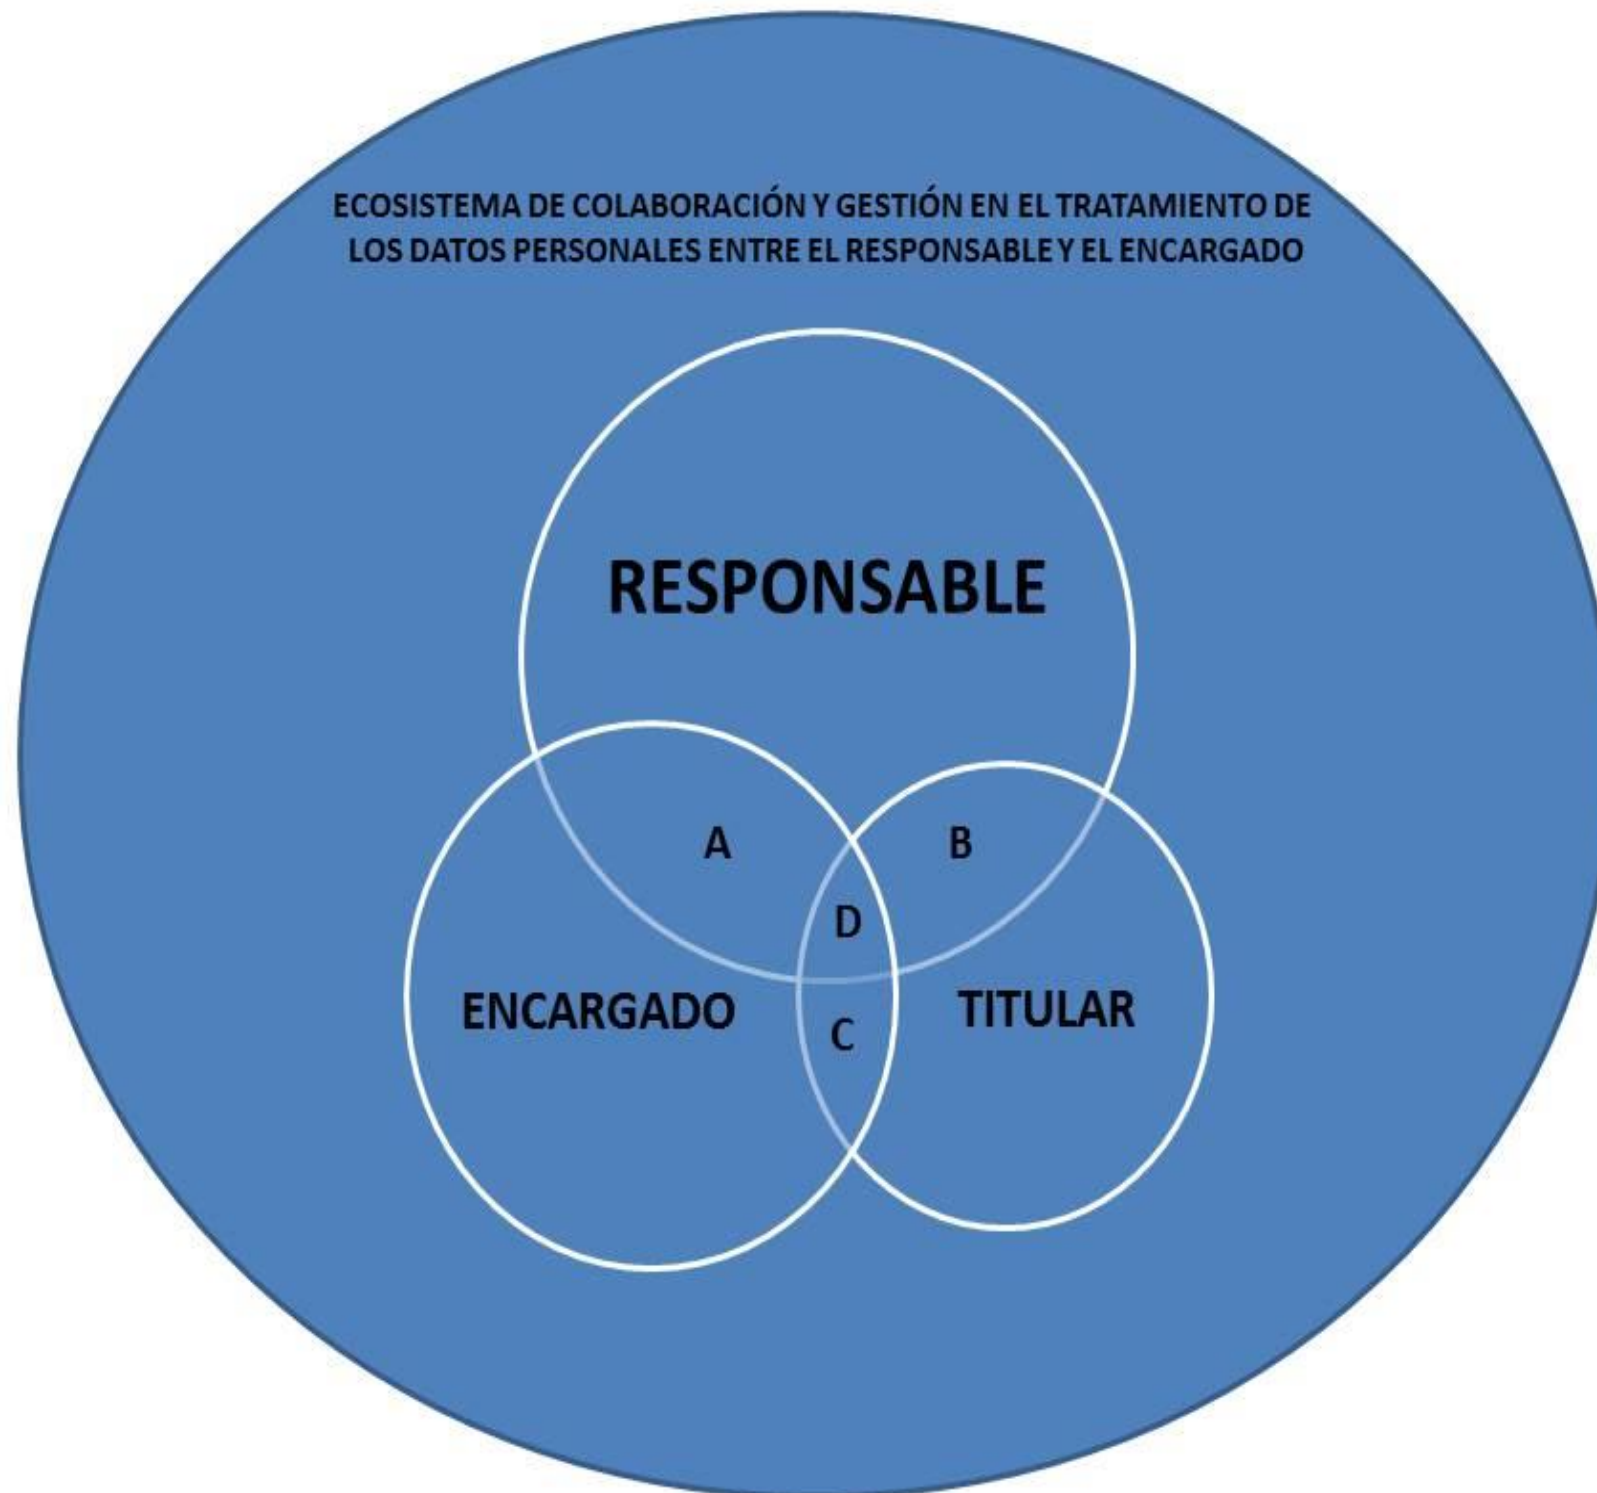 ECOSISTEMA DE COLABORACIÓN Y GESTIÓN EN EL TRATAMIENTO DE
LOS DATOS PERSONALES ENTRE EL RESPONSABLE Y EL ENCARGADO
RESPONSABLE
A
B
D
ENCARGADO
TITULAR
C